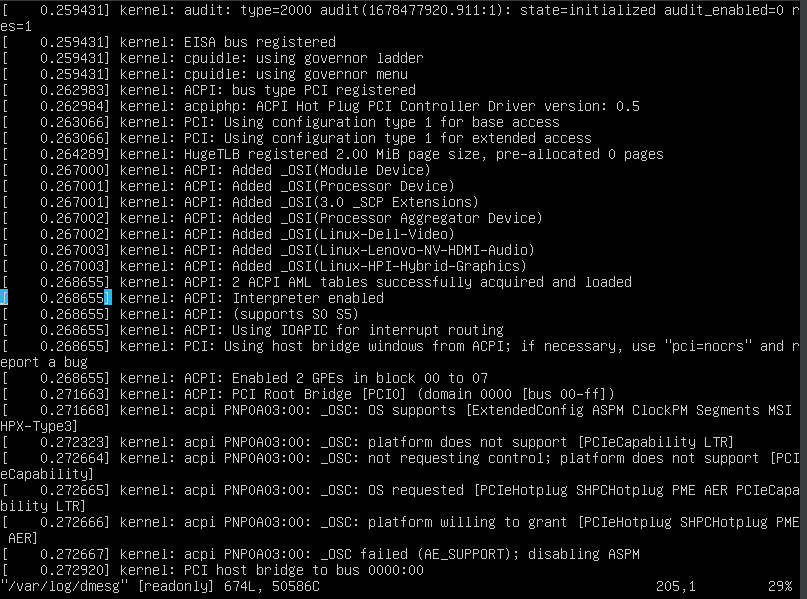 [    0.259431] kernel: audit: type=2000 audit(1678477920.911:1): state=initialized audit_enabled=0 r
es=1
[    0.259431] kernel: EISA bus registered
[    0.259431] kernel: cpuidle: using governor ladder
[    0.259431] kernel: cpuidle: using governor menu
[    0.262983] kernel: ACPI: bus type PCI registered
[    0.262984] kernel: acpiphp: ACPI Hot Plug PCI Controller Driver version: 0.5
[    0.263066] kernel: PCI: Using configuration type 1 for base access
[    0.263066] kernel: PCI: Using configuration type 1 for extended access
[    0.264289] kernel: HugeTLB registered 2.00 MiB page size, pre-allocated 0 pages
[    0.267000] kernel: ACPI: Added _OSI(Module Device)
[    0.267001] kernel: ACPI: Added _OSI(Processor Device)
[    0.267001] kernel: ACPI: Added _OSI(3.0 _SCP Extensions)
[    0.267002] kernel: ACPI: Added _OSI(Processor Aggregator Device)
[    0.267002] kernel: ACPI: Added _OSI(Linux-Dell-Video)
[    0.267003] kernel: ACPI: Added _OSI(Linux-Lenovo-NV-HDMI-Audio)
[    0.267003] kernel: ACPI: Added _OSI(Linux-HPI-Hybrid-Graphics)
[    0.268655] kernel: ACPI: 2 ACPI AML tables successfully acquired and loaded
[    0.268655] kernel: ACPI: Interpreter enabled
[    0.268655] kernel: ACPI: (supports S0 S5)
[    0.268655] kernel: ACPI: Using IOAPIC for interrupt routing
[    0.268655] kernel: PCI: Using host bridge windows from ACPI; if necessary, use "pci=nocrs" and r
eport a bug
[    0.268655] kernel: ACPI: Enabled 2 GPEs in block 00 to 07
[    0.271663] kernel: ACPI: PCI Root Bridge [PCI0] (domain 0000 [bus 00-ff])
[    0.271668] kernel: acpi PNP0A03:00: _OSC: OS supports [ExtendedConfig ASPM ClockPM Segments MSI
HPX-Type3]
[    0.272323] kernel: acpi PNP0A03:00: _OSC: platform does not support [PCIeCapability LTR]
[    0.272664] kernel: acpi PNP0A03:00: _OSC: not requesting control; platform does not support [PCI
eCapability]
[    0.272665] kernel: acpi PNP0A03:00: _OSC: OS requested [PCIeHotplug SHPCHotplug PME AER PCIeCapa
bility LTR]
[    0.272666] kernel: acpi PNP0A03:00: _OSC: platform willing to grant [PCIeHotplug SHPCHotplug PME
 AER]
[    0.272667] kernel: acpi PNP0A03:00: _OSC failed (AE_SUPPORT); disabling ASPM
[    0.272920] kernel: PCI host bridge to bus 0000:00
"/var/log/dmesg" [readonly] 674L, 50586C 205,1 29%